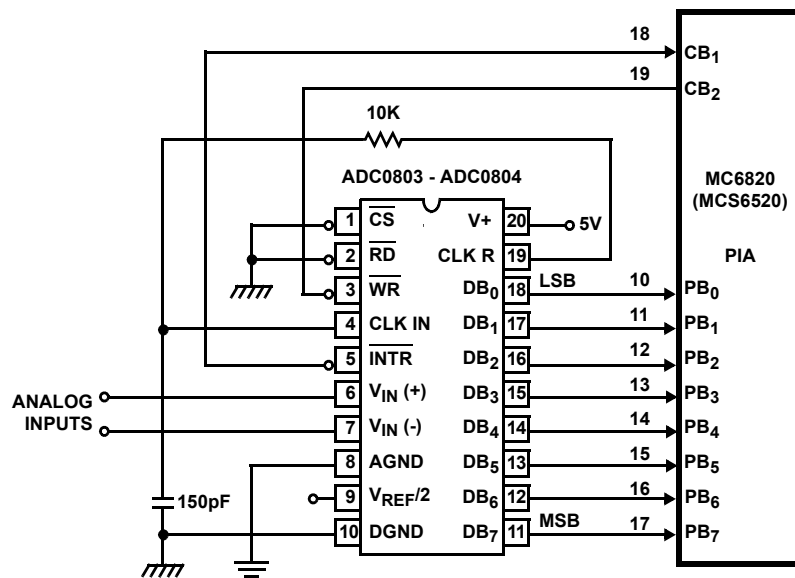 18
CB1
19
CB2
10K
ADC0803 - ADC0804
MC6820
(MCS6520)
PIA
1 CS V+ 20 5V
2 RD CLK R 19
3 WR DB0 18 LSB 10 PB0
4 CLK IN DB1 17 11 PB1
5 INTR DB2 16 12 PB2
6 VIN (+) DB3 15 13 PB3
ANALOG
INPUTS
7 VIN (-) DB4 14 14 PB4
8 AGND DB5 13 15 PB5
9 VREF/2 DB6 12 16 PB6
150pF
10 DGND DB7 11 MSB 17 PB7